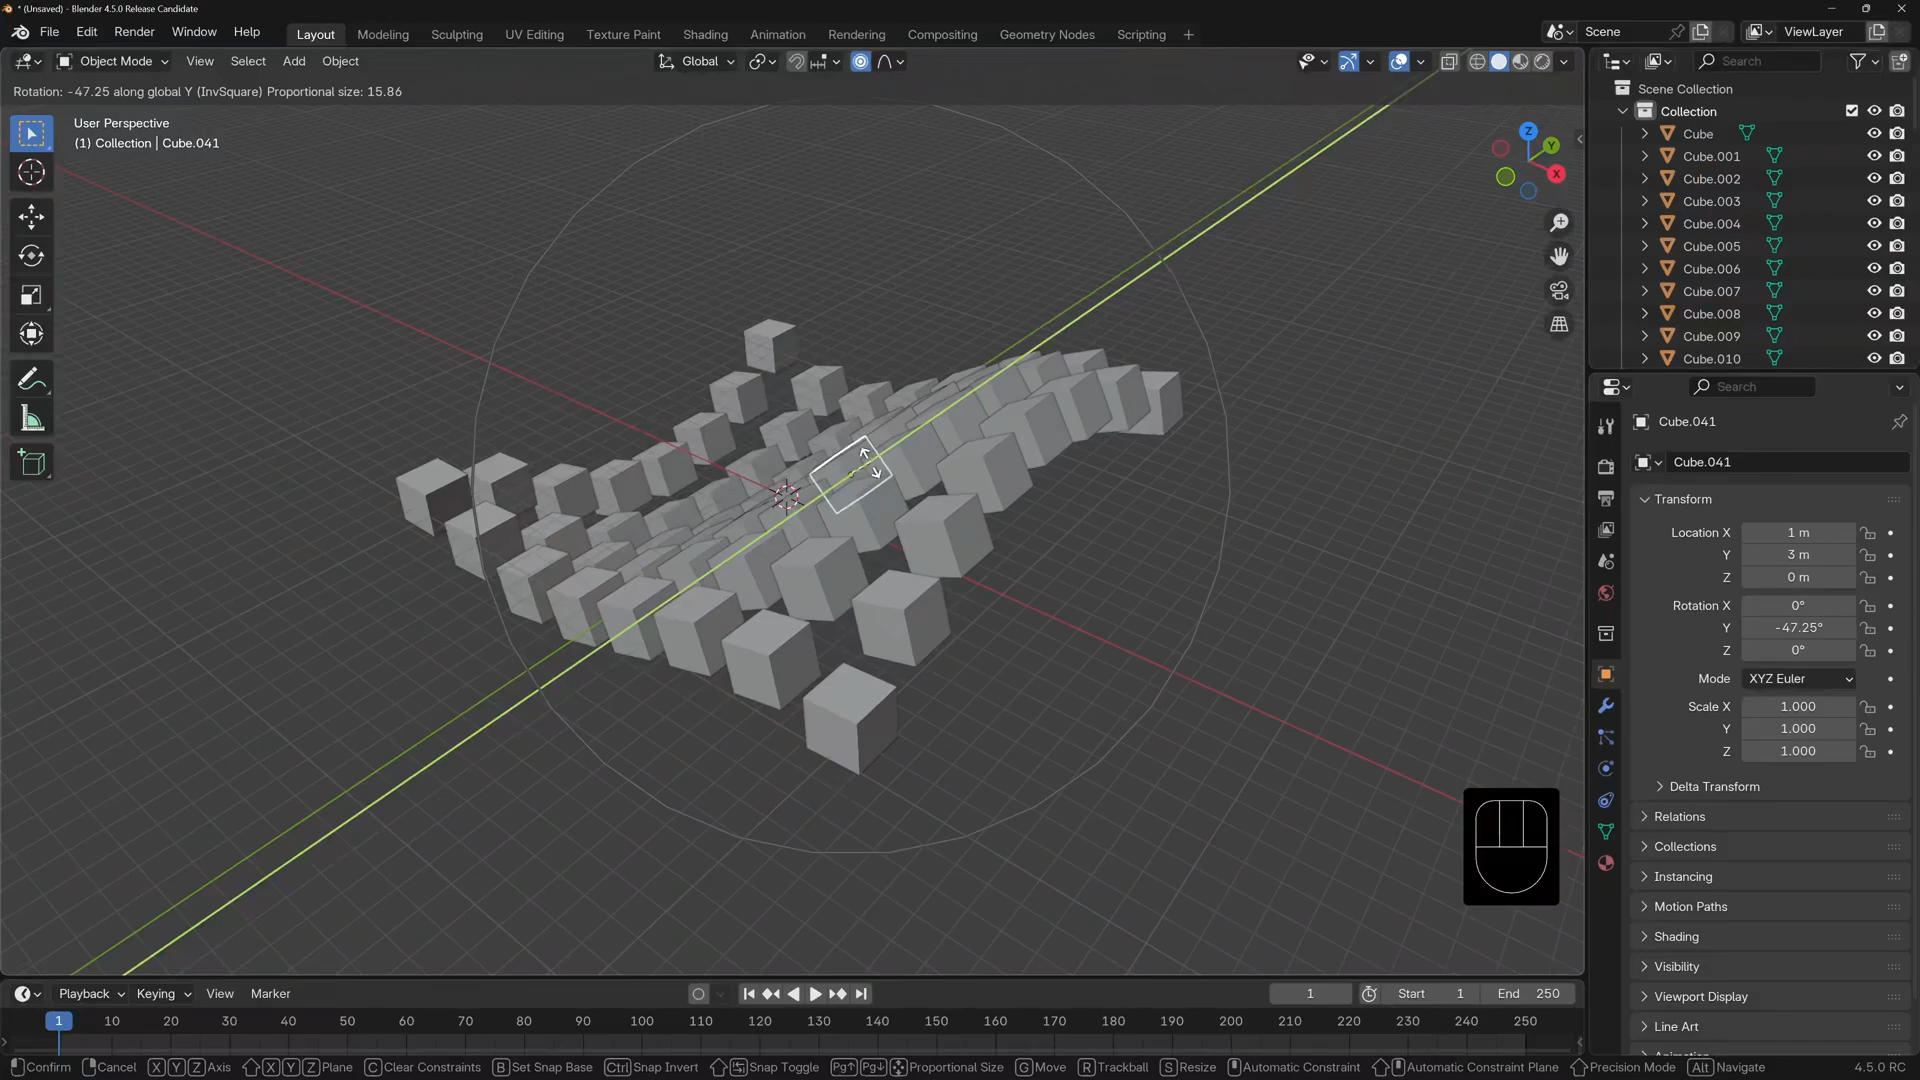 * (Unsaved) - Blender 4.5.0 Release Candidate
File Edit Render Window Help
Layout Modeling Sculpting UV Editing Texture Paint Shading Animation Rendering Compositing Geometry Nodes Scripting +
Scene
ViewLayer
Object Mode View Select Add Object
Global
Search
Rotation: -47.25 along global Y (InvSquare) Proportional size: 15.86
User Perspective
(1) Collection | Cube.041
Z
Y
X
Scene Collection
Collection
Cube
Cube.001
Cube.002
Cube.003
Cube.004
Cube.005
Cube.006
Cube.007
Cube.008
Cube.009
Cube.010
Search
Cube.041
Cube.041
Transform
Location X 1 m
Y 3 m
Z 0 m
Rotation X 0°
Y -47.25°
Z 0°
Mode XYZ Euler
Scale X 1.000
Y 1.000
Z 1.000
Delta Transform
Relations
Collections
Instancing
Motion Paths
Shading
Visibility
Viewport Display
Line Art
Playback Keying View Marker
1
Start 1
End 250
1 10 20 30 40 50 60 70 80 90 100 110 120 130 140 150 160 170 180 190 200 210 220 230 240 250
Confirm Cancel X Y Z Axis X Y Z Plane C Clear Constraints B Set Snap Base Ctrl Snap Invert Snap Toggle Pg↑ Pg↓ Proportional Size G Move R Trackball S Resize Automatic Constraint Automatic Constraint Plane Precision Mode Alt Navigate 4.5.0 RC